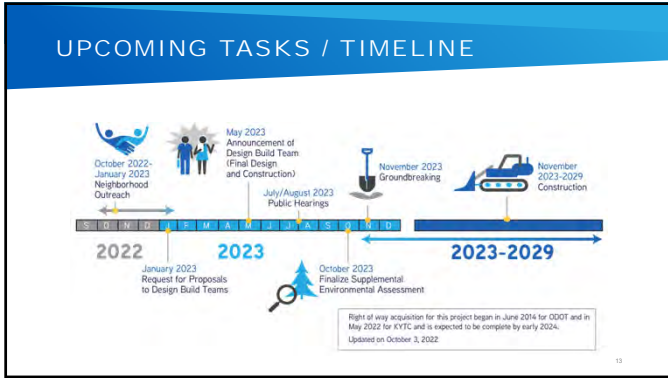 UPCOMING TASKS / TIMELINE
October 2022-
January 2023
Neighborhood
Outreach
May 2023
Announcement of
Design Build Team
(Final Design
and Construction)
July/August 2023
Public Hearings
November 2023
Groundbreaking
November
2023-2029
Construction
S O N D J F M A M J J A S O N D
2022
2023
2023-2029
January 2023
Request for Proposals
to Design Build Teams
October 2023
Finalize Supplemental
Environmental Assessment
Right of way acquisition for this project began in June 2014 for ODOT and in
May 2022 for KYTC and is expected to be complete by early 2024.
Updated on October 3, 2022
13